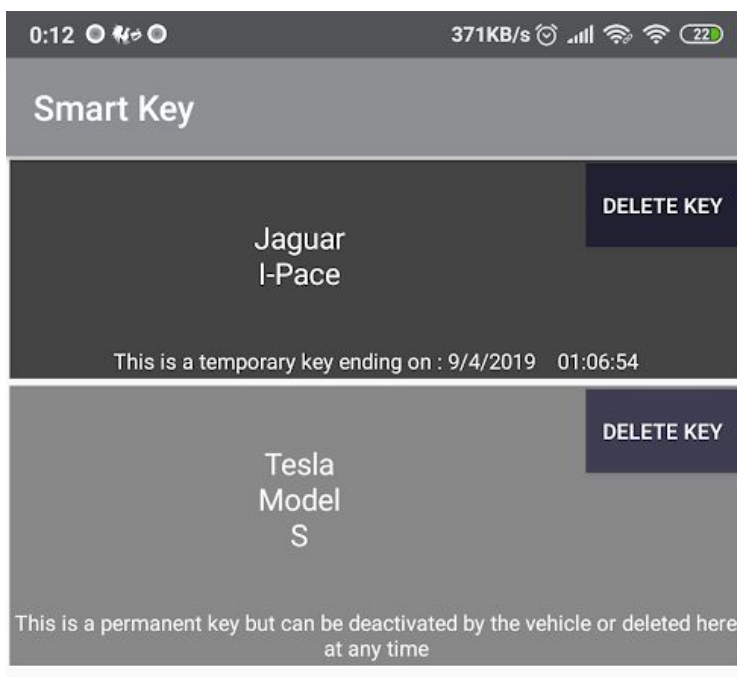 0:12 371KB/s 22
Smart Key
DELETE KEY
Jaguar
I-Pace
This is a temporary key ending on : 9/4/2019 01:06:54
DELETE KEY
Tesla
Model
S
This is a permanent key but can be deactivated by the vehicle or deleted here
at any time